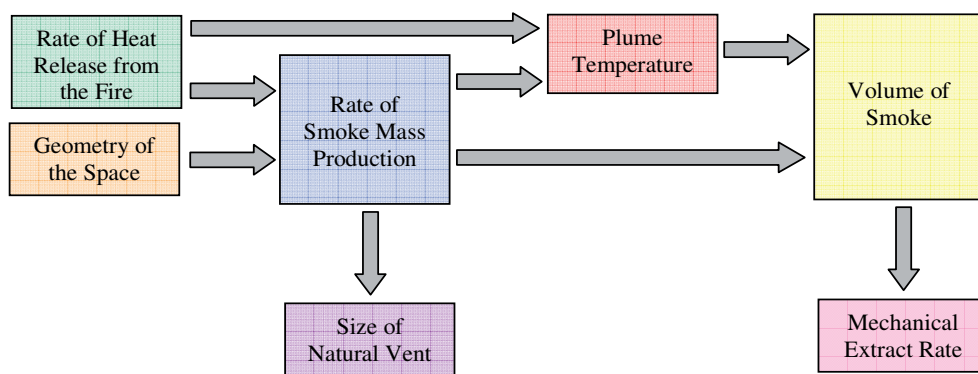 Rate of Heat
Release from
the Fire
Geometry of
the Space
Rate of
Smoke Mass
Production
Plume
Temperature
Volume of
Smoke
Size of
Natural Vent
Mechanical
Extract Rate